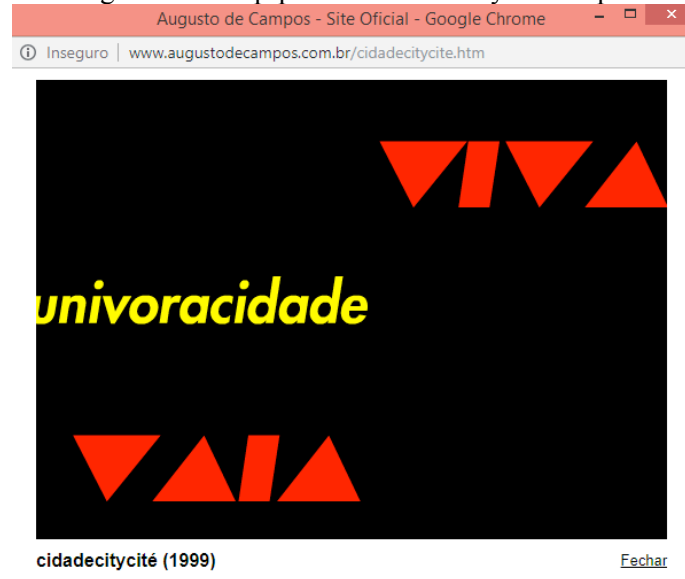 Augusto de Campos - Site Oficial - Google Chrome
Inseguro | www.augustodecampos.com.br/cidadecitycite.htm
VIVA
univoracidade
VAIA
cidadecitycité (1999)
Fechar